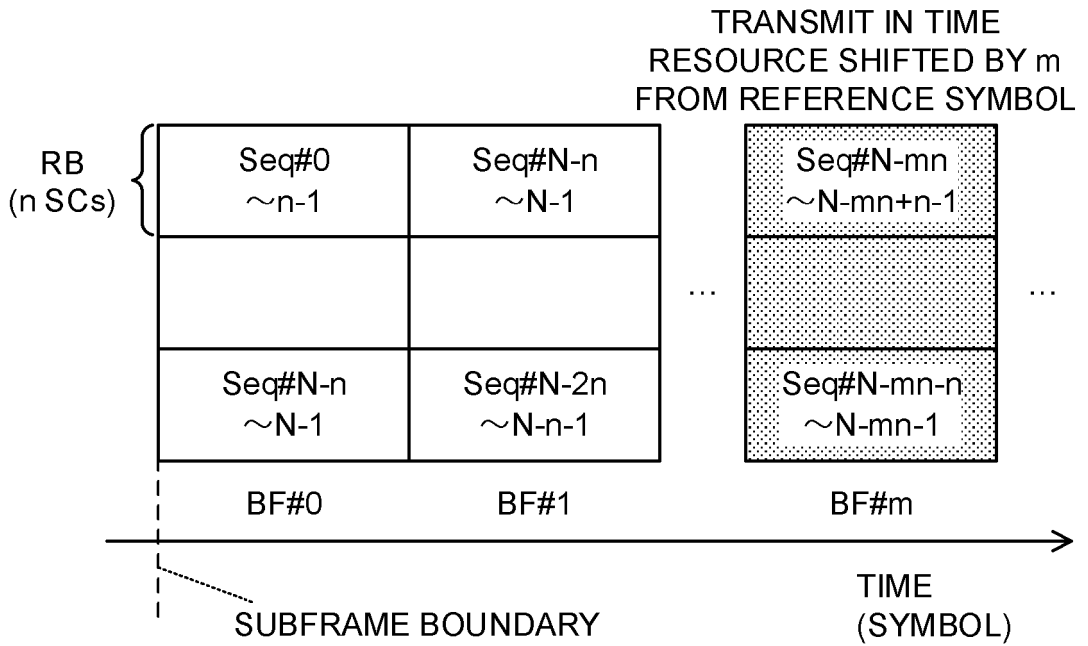 TRANSMIT IN TIME
RESOURCE SHIFTED BY m
FROM REFERENCE SYMBOL
RB
(n SCs)
Seq#0
~n-1
Seq#N-n
~N-1
Seq#N-mn
~N-mn+n-1
...
...
Seq#N-n
~N-1
Seq#N-2n
~N-n-1
Seq#N-mn-n
~N-mn-1
BF#0
BF#1
BF#m
TIME
(SYMBOL)
SUBFRAME BOUNDARY